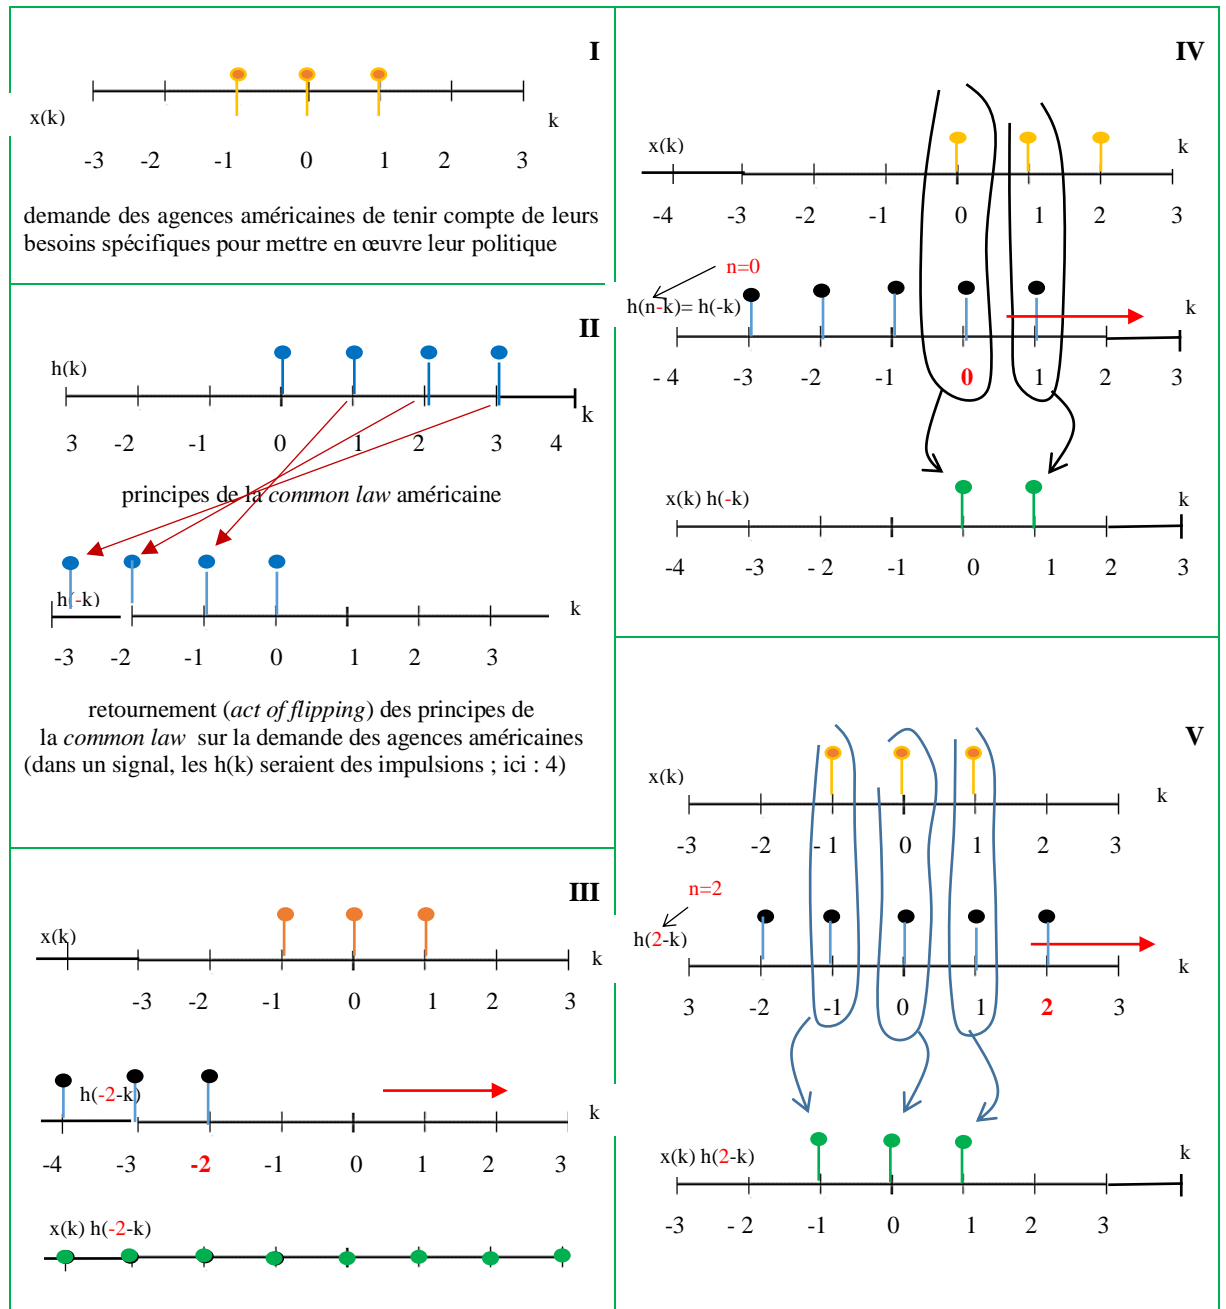 I
x(k)
k
-3 -2 -1 0 1 2 3
demande des agences américaines de tenir compte de leurs
besoins spécifiques pour mettre en œuvre leur politique
II
h(k)
k
3 -2 -1 0 1 2 3 4
principes de la common law américaine
h(-k)
k
-3 -2 -1 0 1 2 3
retournement (act of flipping) des principes de
la common law sur la demande des agences américaines
(dans un signal, les h(k) seraient des impulsions ; ici : 4)
III
x(k)
k
-3 -2 -1 0 1 2 3
h(-2-k)
k
-4 -3 -2 -1 0 1 2 3
x(k) h(-2-k)
IV
x(k)
k
-4 -3 -2 -1 0 1 2 3
n=0
h(n-k)= h(-k)
k
- 4 -3 -2 -1 0 1 2 3
x(k) h(-k)
k
-4 -3 - 2 -1 0 1 2 3
V
x(k)
k
-3 -2 - 1 0 1 2 3
n=2
h(2-k)
k
3 -2 -1 0 1 2 3
x(k) h(2-k)
k
-3 - 2 -1 0 1 2 3